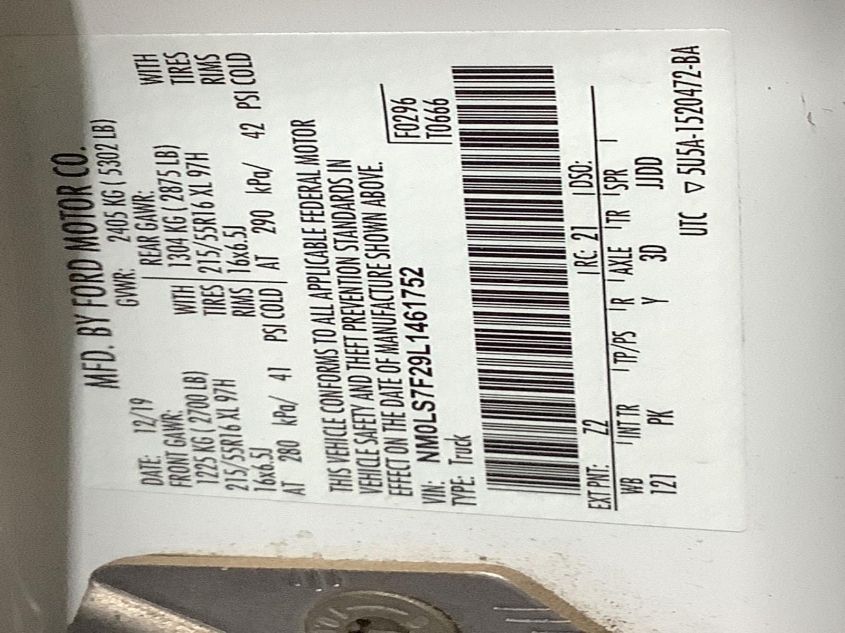 MFD. BY FORD MOTOR CO.
DATE: 12/19 GVWR: 2405 KG ( 5302 LB)
FRONT GAWR: REAR GAWR:
1225 KG ( 2700 LB) WITH 1304 KG ( 2875 LB) WITH
215/55R16 XL 97H TIRES 215/55R16 XL 97H TIRES
16x6.5J RIMS 16x6.5J RIMS
AT 280 kPa/ 41 PSI COLD AT 290 kPa/ 42 PSI COLD
THIS VEHICLE CONFORMS TO ALL APPLICABLE FEDERAL MOTOR
VEHICLE SAFETY AND THEFT PREVENTION STANDARDS IN
EFFECT ON THE DATE OF MANUFACTURE SHOWN ABOVE.
VIN: NM0LS7F29L1461752 F0296
TYPE: Truck T0666
EXT PNT: Z2 RC: 21 DSO:
WB INT TR TP/PS R AXLE TR SPR
121 PK Y 3D JJDD
UTC ▽ 5U5A-1520472-BA